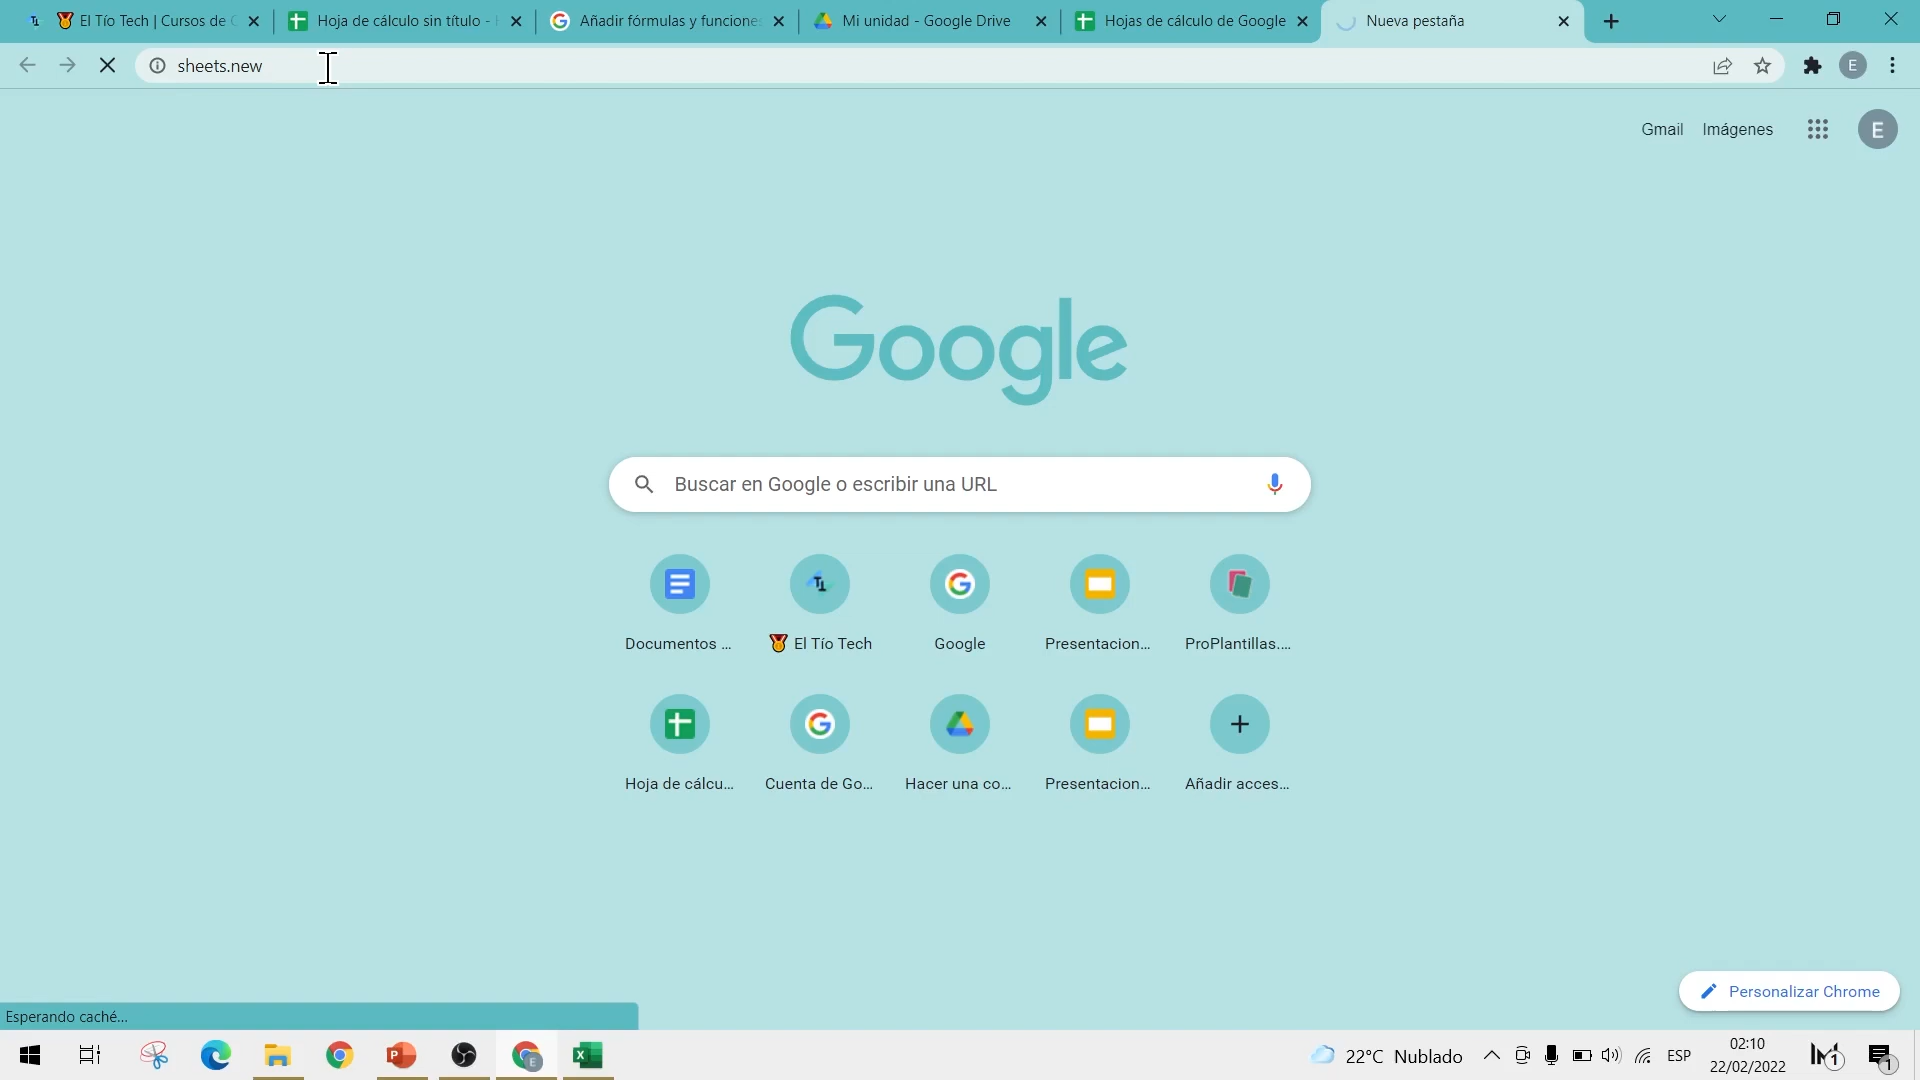 El Tío Tech | Cursos de
Hoja de cálculo sin título -
Añadir fórmulas y funcione
Mi unidad - Google Drive
Hojas de cálculo de Google
Nueva pestaña
sheets.new
E
Gmail
Imágenes
E
Google
Buscar en Google o escribir una URL
Documentos ...
El Tío Tech
Google
Presentacion...
ProPlantillas....
Hoja de cálcu...
Cuenta de Go...
Hacer una co...
Presentacion...
Añadir acces...
Personalizar Chrome
Esperando caché...
22°C Nublado
ESP
02:10
22/02/2022
1
1